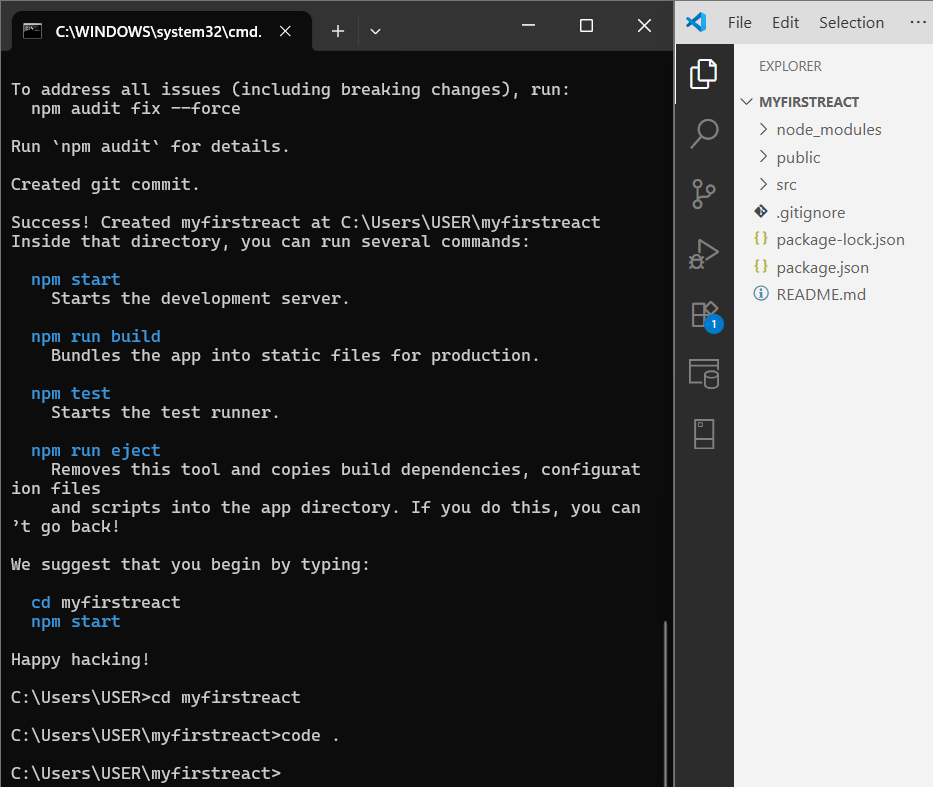 C:\WINDOWS\system32\cmd.
To address all issues (including breaking changes), run:
  npm audit fix --force
Run `npm audit` for details.
Created git commit.
Success! Created myfirstreact at C:\Users\USER\myfirstreact
Inside that directory, you can run several commands:
  npm start
    Starts the development server.
  npm run build
    Bundles the app into static files for production.
  npm test
    Starts the test runner.
  npm run eject
    Removes this tool and copies build dependencies, configurat
ion files
    and scripts into the app directory. If you do this, you can
’t go back!
We suggest that you begin by typing:
  cd myfirstreact
  npm start
Happy hacking!
C:\Users\USER>cd myfirstreact
C:\Users\USER\myfirstreact>code .
C:\Users\USER\myfirstreact>
File Edit Selection ···
EXPLORER
MYFIRSTREACT
node_modules
public
src
.gitignore
{} package-lock.json
{} package.json
README.md
1